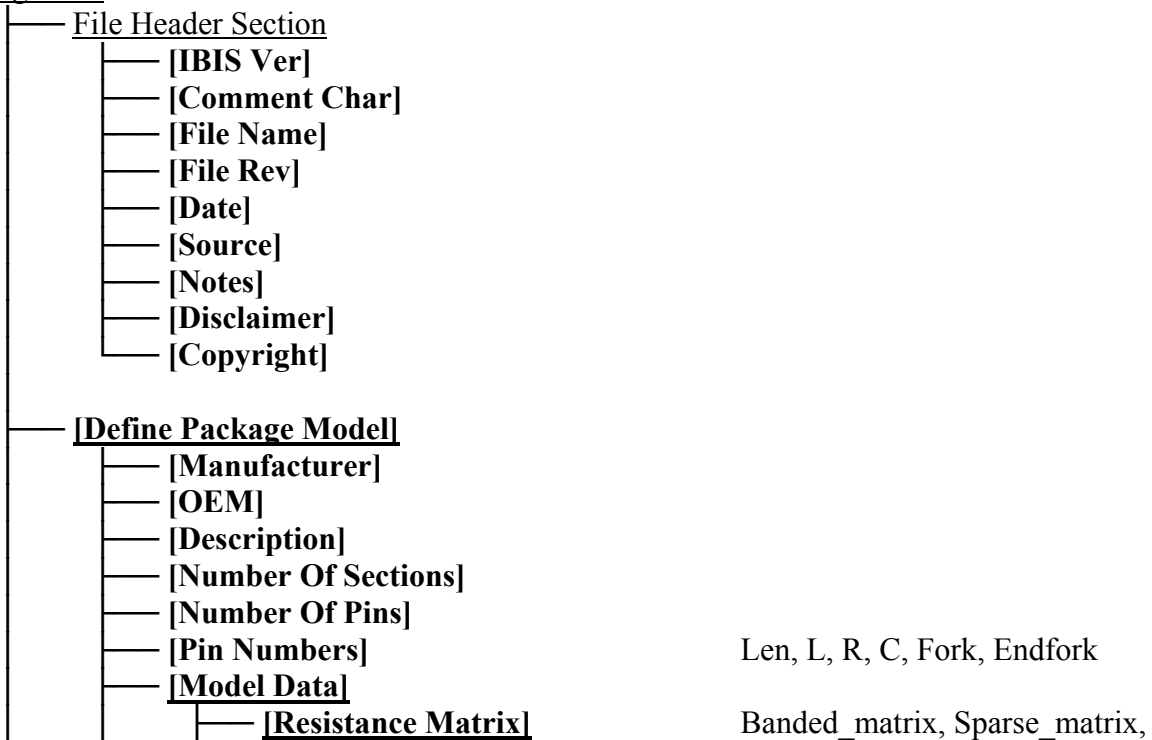 File Header Section
[IBIS Ver]
[Comment Char]
[File Name]
[File Rev]
[Date]
[Source]
[Notes]
[Disclaimer]
[Copyright]
[Define Package Model]
[Manufacturer]
[OEM]
[Description]
[Number Of Sections]
[Number Of Pins]
[Pin Numbers] Len, L, R, C, Fork, Endfork
[Model Data]
[Resistance Matrix] Banded_matrix, Sparse_matrix,